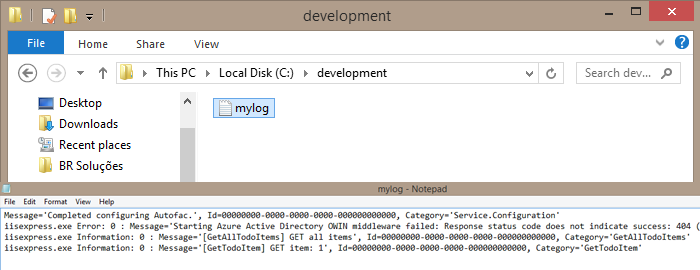 development
File Home Share View
This PC Local Disk (C:) development
Search dev...
Desktop
Downloads
Recent places
BR Soluções
mylog
mylog - Notepad
File Edit Format View Help
Message='Completed configuring Autofac.', Id=00000000-0000-0000-0000-000000000000, Category='Service.Configuration'
iisexpress.exe Error: 0 : Message='Starting Azure Active Directory OWIN middleware failed: Response status code does not indicate success: 404 (
iisexpress.exe Information: 0 : Message='[GetAllTodoItems] GET all items', Id=00000000-0000-0000-0000-000000000000, Category='GetAllTodoItems'
iisexpress.exe Information: 0 : Message='[GetTodoItem] GET item: 1', Id=00000000-0000-0000-0000-000000000000, Category='GetTodoItem'